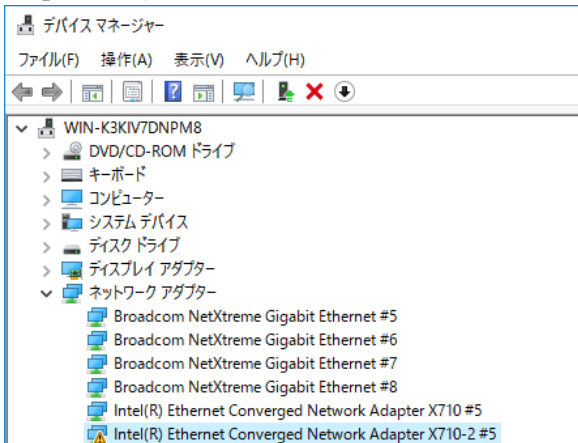 デバイス マネージャー
ファイル(F) 操作(A) 表示(V) ヘルプ(H)
WIN-K3KIV7DNPM8
DVD/CD-ROM ドライブ
キーボード
コンピューター
システム デバイス
ディスク ドライブ
ディスプレイ アダプター
ネットワーク アダプター
Broadcom NetXtreme Gigabit Ethernet #5
Broadcom NetXtreme Gigabit Ethernet #6
Broadcom NetXtreme Gigabit Ethernet #7
Broadcom NetXtreme Gigabit Ethernet #8
Intel(R) Ethernet Converged Network Adapter X710 #5
Intel(R) Ethernet Converged Network Adapter X710-2 #5